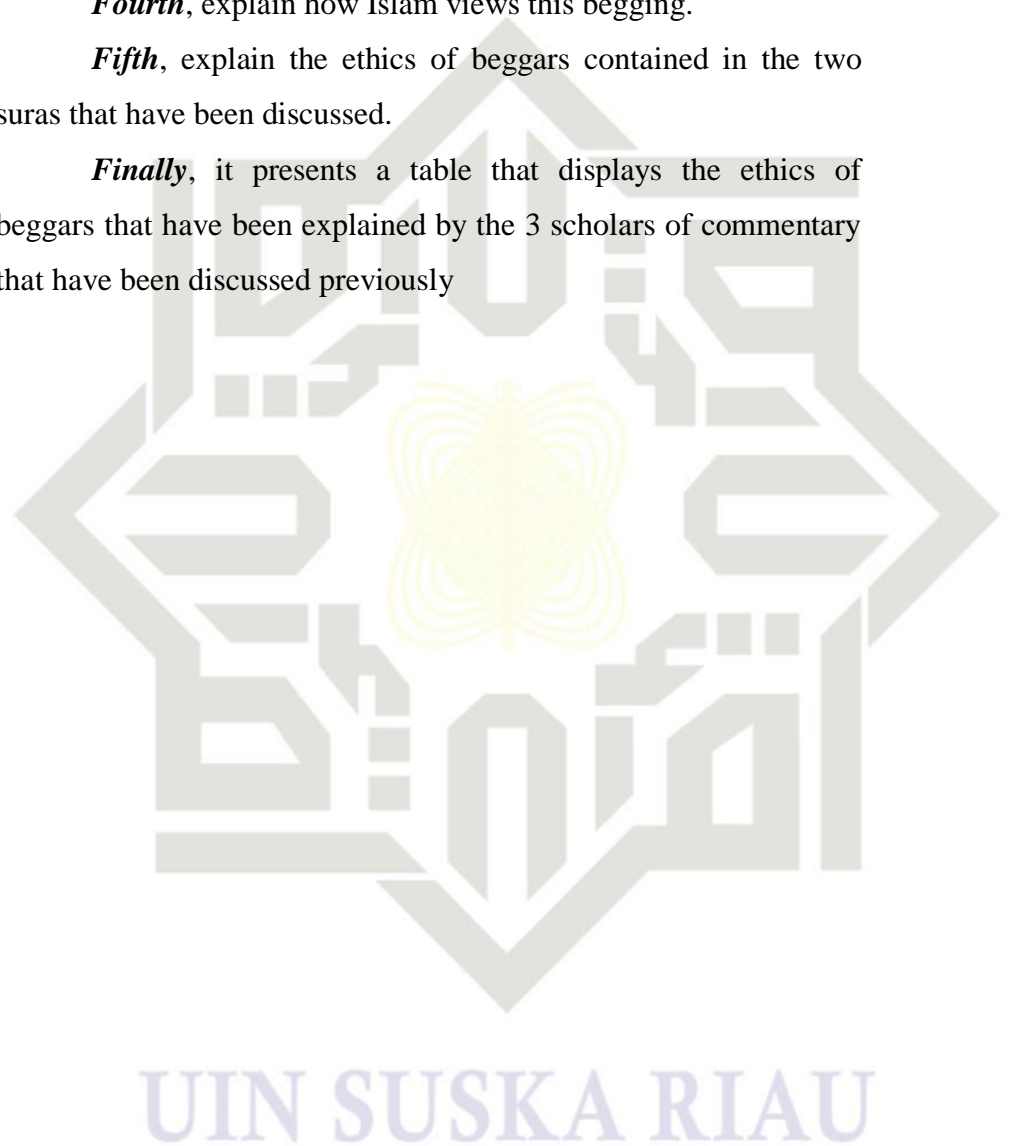 Fourth, explain how Islam views this begging.
Fifth, explain the ethics of beggars contained in the two
suras that have been discussed.
Finally, it presents a table that displays the ethics of
beggars that have been explained by the 3 scholars of commentary
that have been discussed previously
UIN SUSKA RIAU